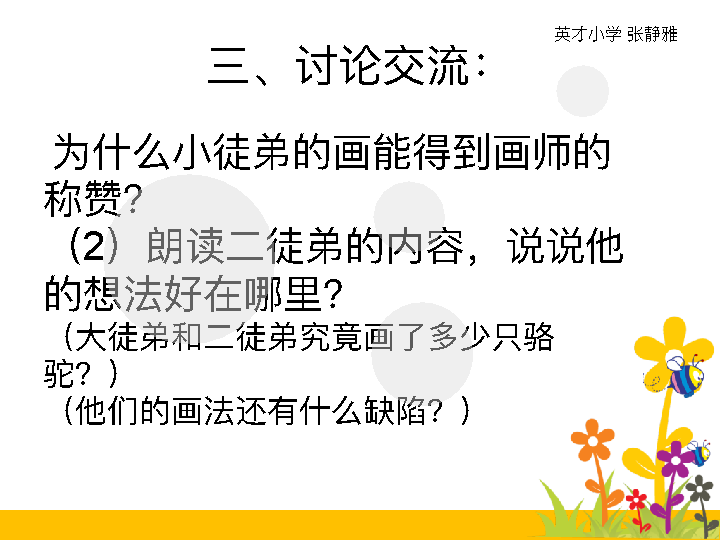 英才小学 张静雅
三、讨论交流：
为什么小徒弟的画能得到画师的
称赞？
（2）朗读二徒弟的内容，说说他
的想法好在哪里?
（大徒弟和二徒弟究竟画了多少只骆
驼？）
（他们的画法还有什么缺陷？）